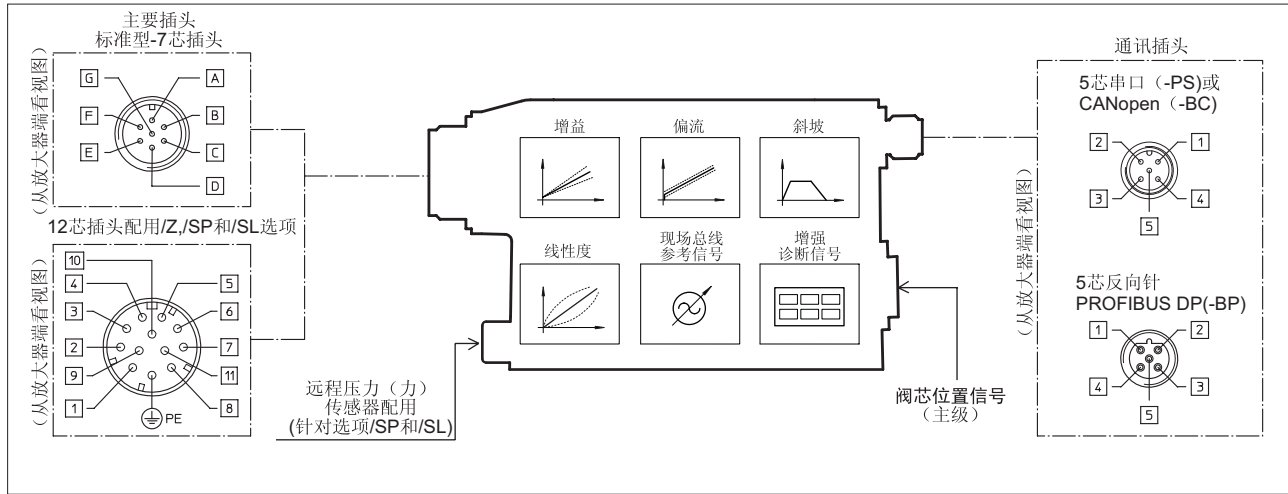 主要插头
标准型-7芯插头
(从放大器端看视图)
G
A
F
B
E
C
D
12芯插头配用/Z,/SP和/SL选项
(从放大器端看视图)
10
4
5
3
6
2
7
9
11
1
8
PE
增益
偏流
斜坡
线性度
现场总线
参考信号
增强
诊断信号
远程压力（力）
传感器配用
(针对选项/SP和/SL)
阀芯位置信号
（主级）
通讯插头
(从放大器端看视图)
5芯串口（-PS)或
CANopen（-BC）
2
1
3
4
5
5芯反向针
PROFIBUS DP(-BP)
1
2
4
3
5